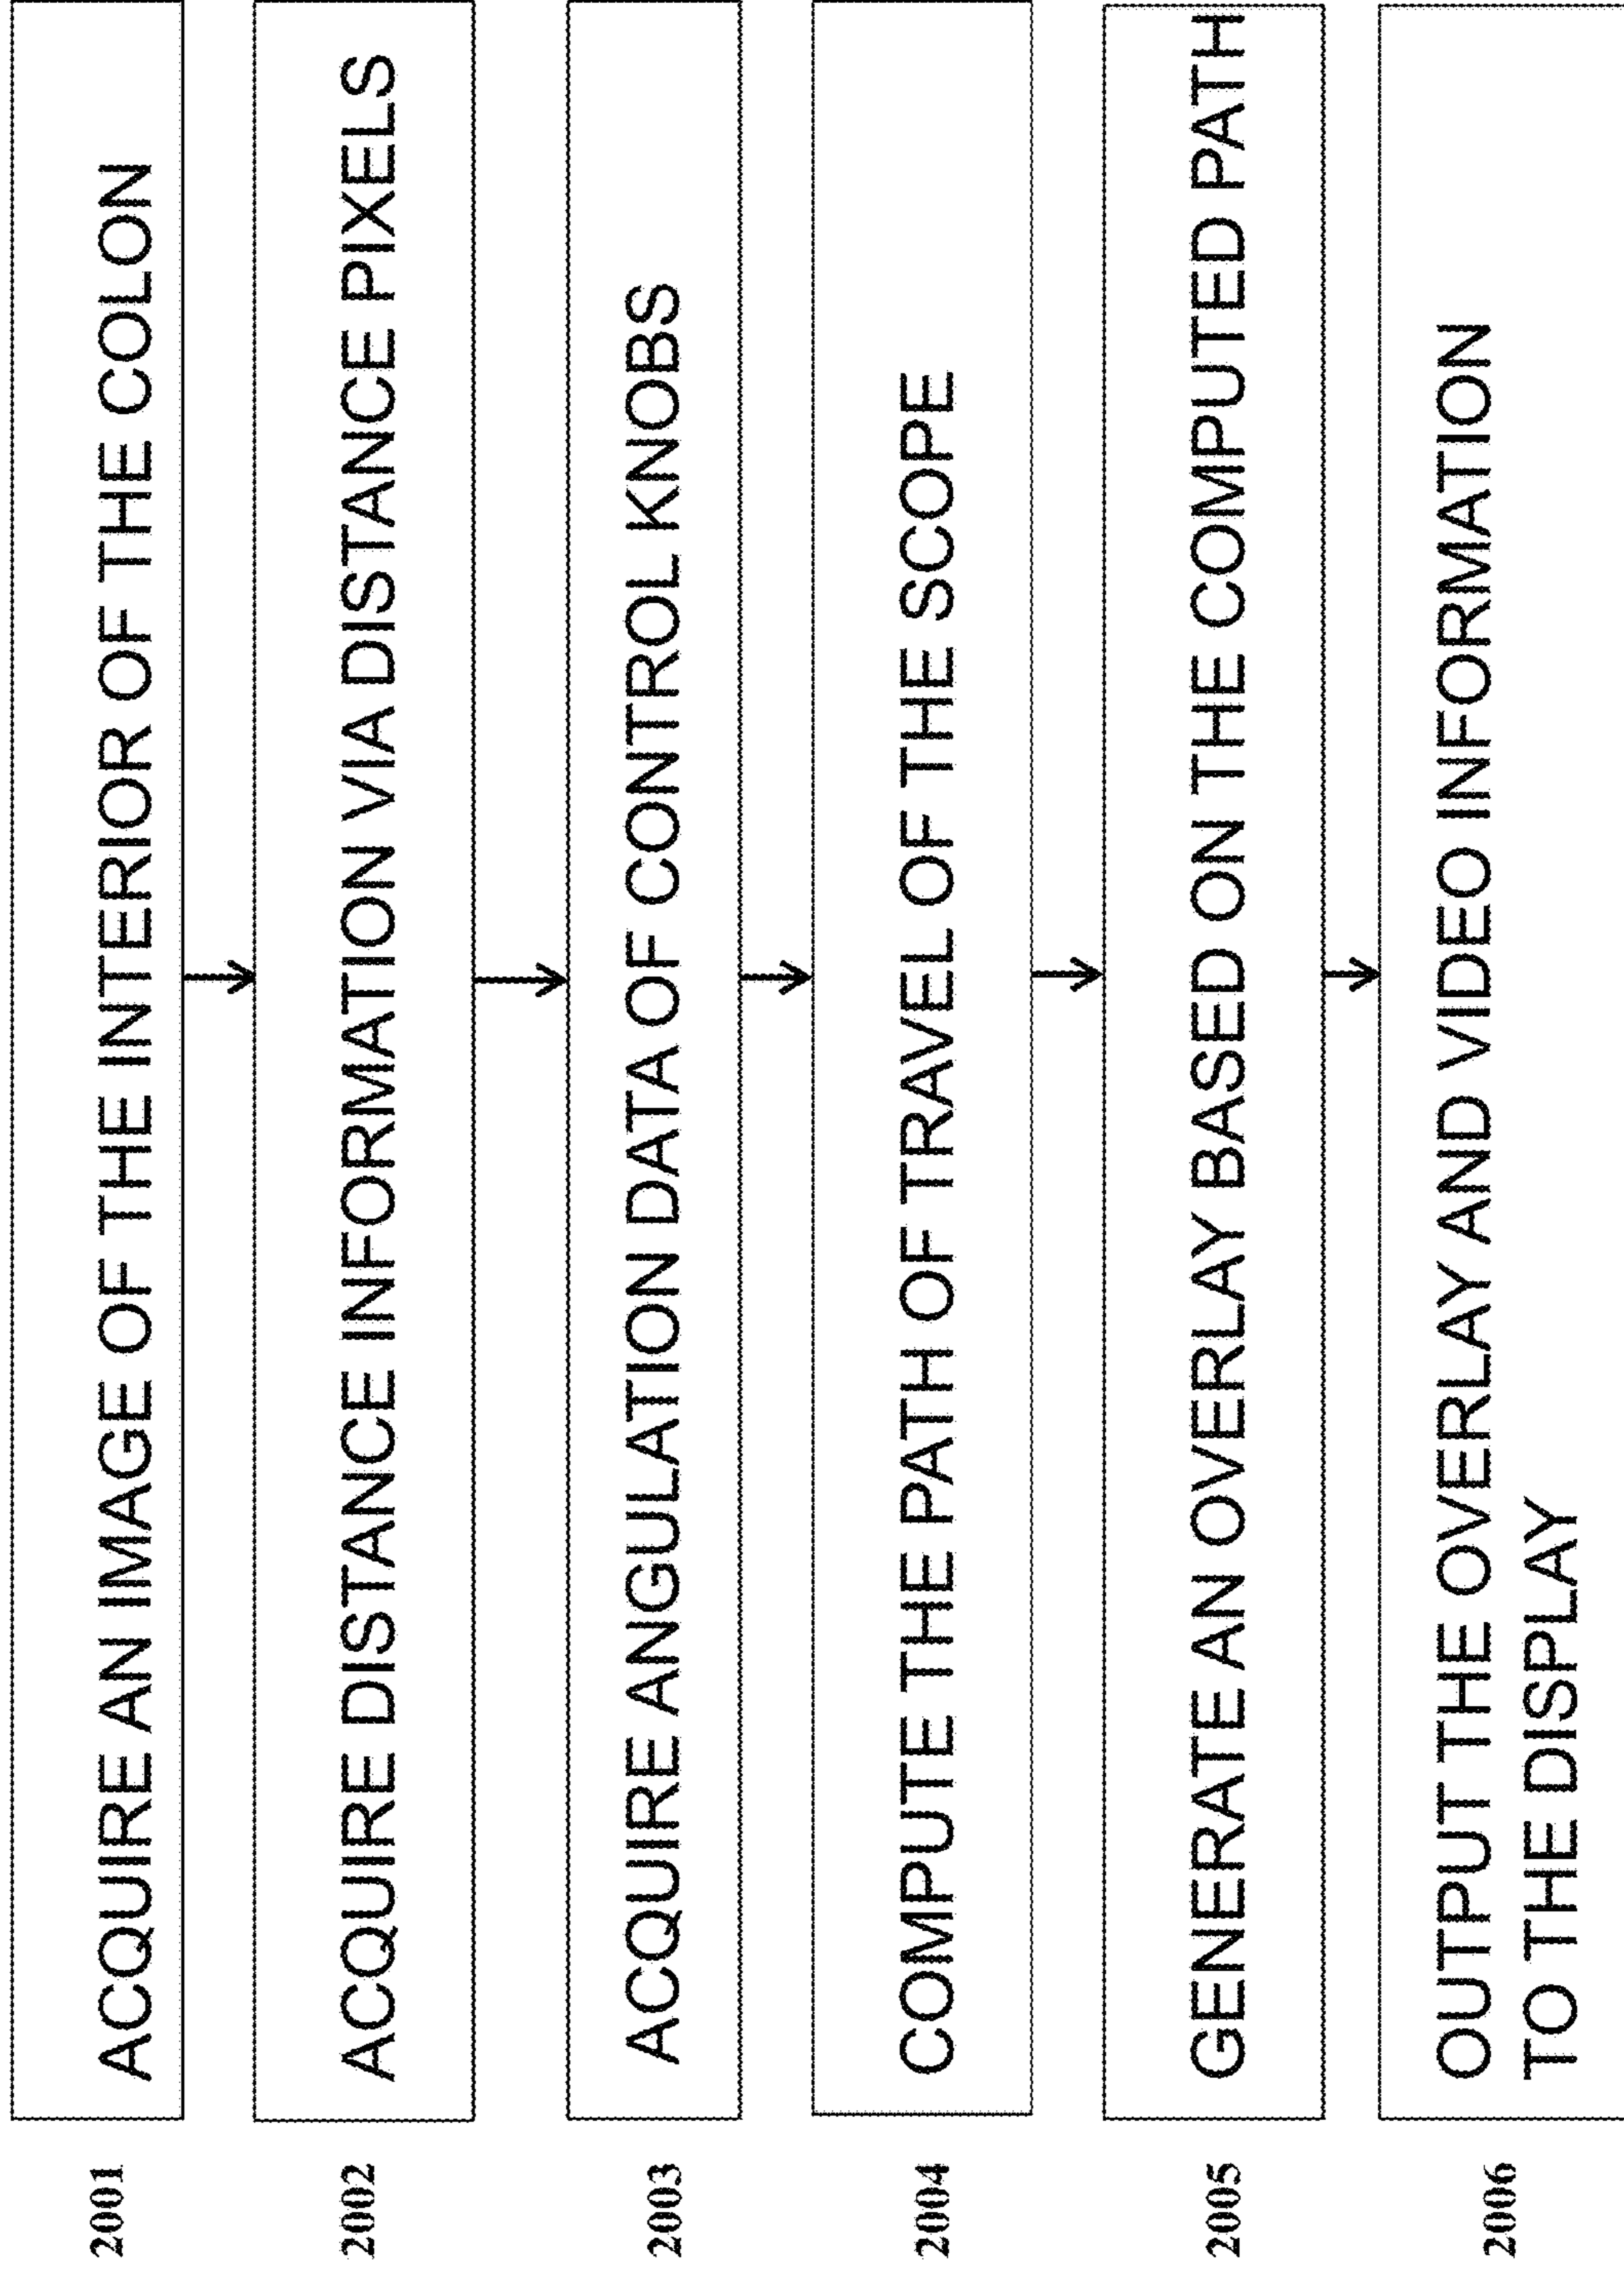 2001 ACQUIRE AN IMAGE OF THE INTERIOR OF THE COLON
2002 ACQUIRE DISTANCE INFORMATION VIA DISTANCE PIXELS
2003 ACQUIRE ANGULATION DATA OF CONTROL KNOBS
2004 COMPUTE THE PATH OF TRAVEL OF THE SCOPE
2005 GENERATE AN OVERLAY BASED ON THE COMPUTED PATH
2006 OUTPUT THE OVERLAY AND VIDEO INFORMATION
TO THE DISPLAY